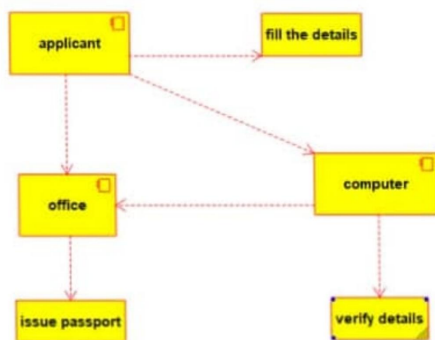 applicant
fill the details
office
computer
issue passport
verify details